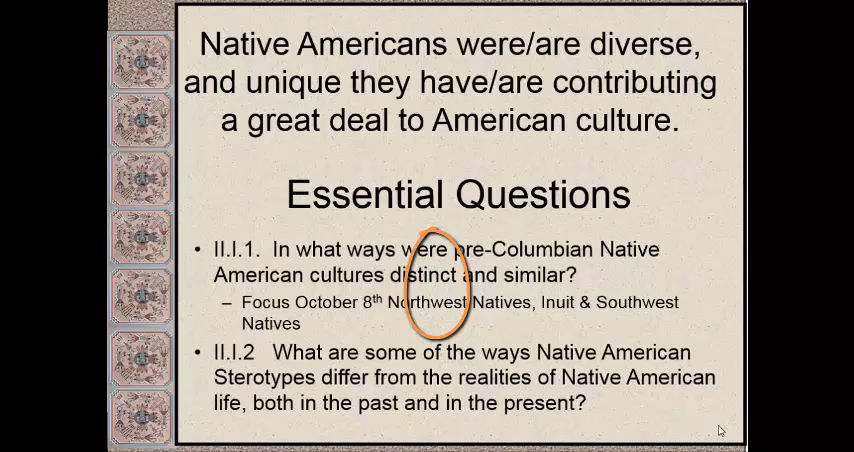 Native Americans were/are diverse,
and unique they have/are contributing
a great deal to American culture.
Essential Questions
• II.I.1. In what ways were pre-Columbian Native
American cultures distinct and similar?
– Focus October 8th Northwest Natives, Inuit & Southwest
Natives
• II.I.2 What are some of the ways Native American
Sterotypes differ from the realities of Native American
life, both in the past and in the present?